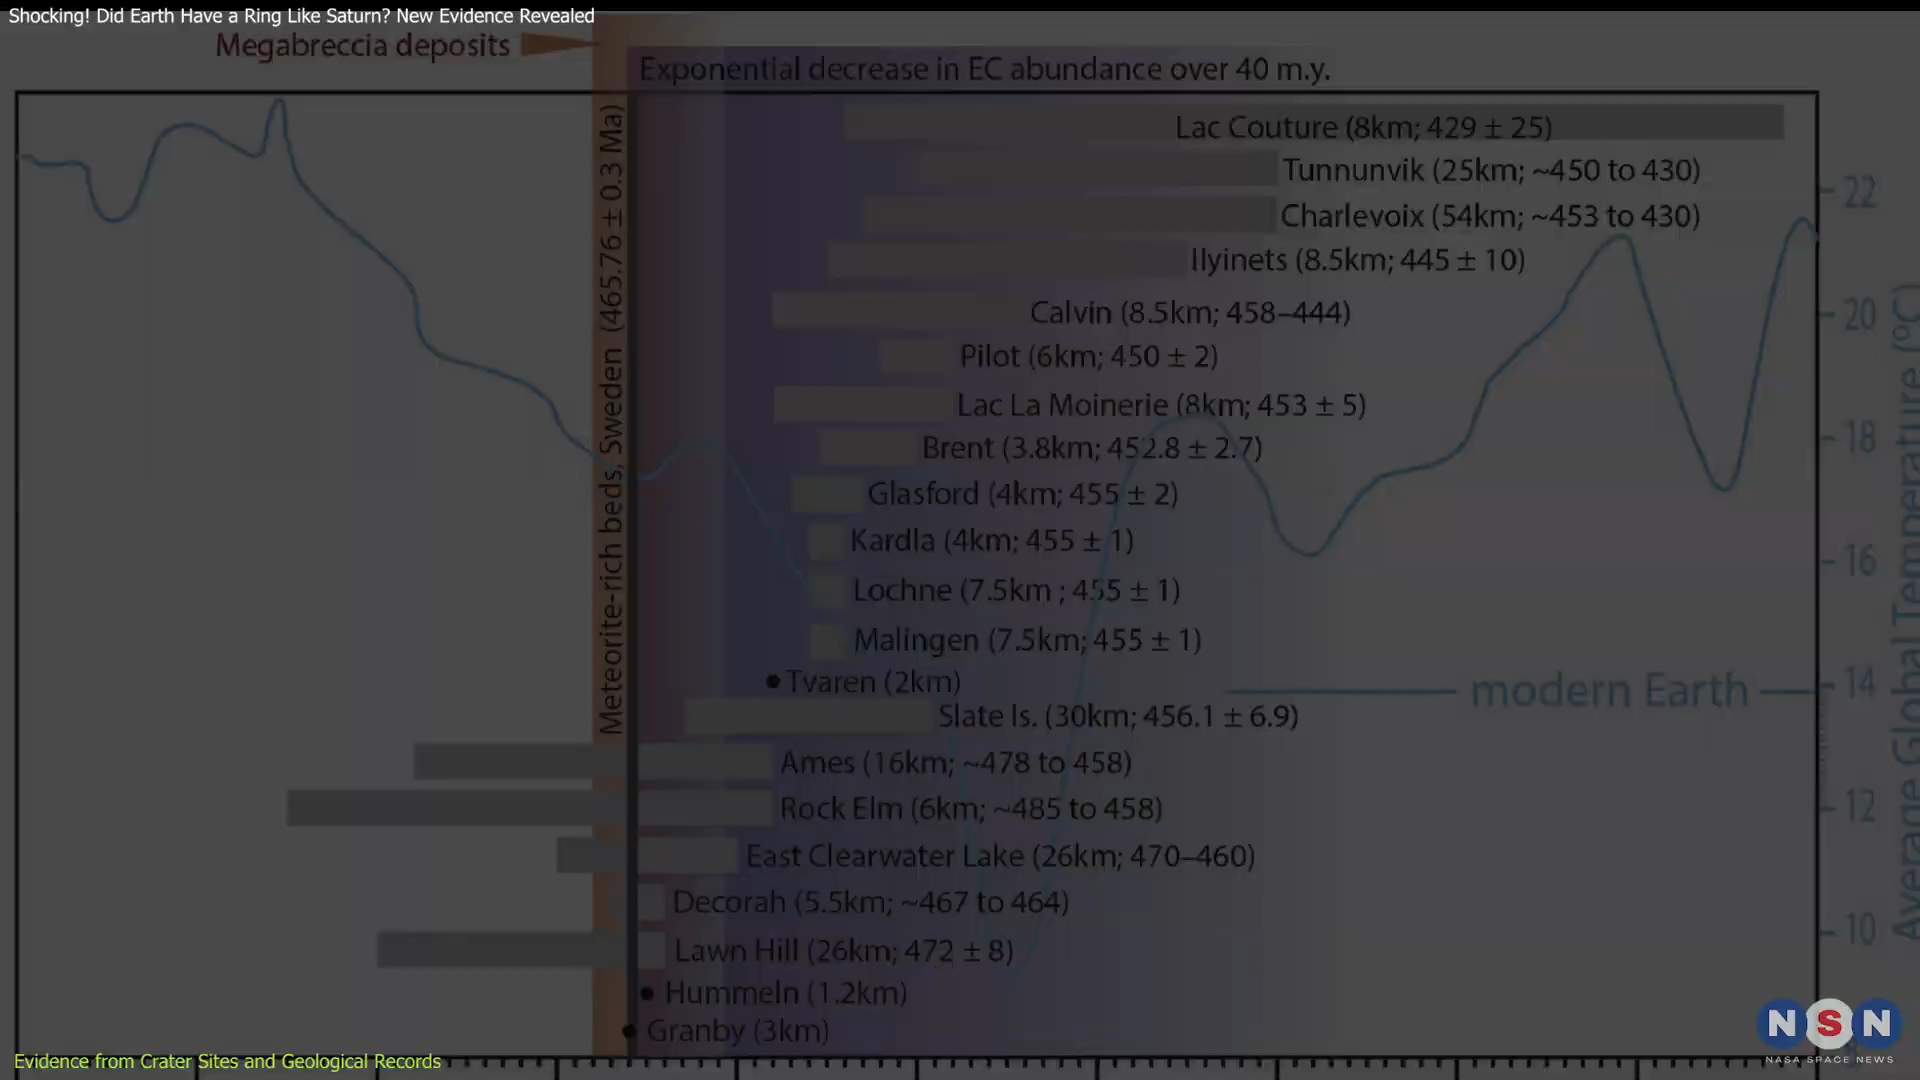 Shocking! Did Earth Have a Ring Like Saturn? New Evidence Revealed
Megabreccia deposits
Exponential decrease in EC abundance over 40 m.y.
Meteorite-rich beds, Sweden (465.76 ± 0.3 Ma)
Lac Couture (8km; 429 ± 25)
Tunnunvik (25km; ~450 to 430)
Charlevoix (54km; ~453 to 430)
Ilyinets (8.5km; 445 ± 10)
Calvin (8.5km; 458–444)
Pilot (6km; 450 ± 2)
Lac La Moinerie (8km; 453 ± 5)
Brent (3.8km; 452.8 ± 2.7)
Glasford (4km; 455 ± 2)
Kardla (4km; 455 ± 1)
Lochne (7.5km ; 455 ± 1)
Malingen (7.5km; 455 ± 1)
Tvaren (2km)
Slate Is. (30km; 456.1 ± 6.9)
Ames (16km; ~478 to 458)
Rock Elm (6km; ~485 to 458)
East Clearwater Lake (26km; 470–460)
Decorah (5.5km; ~467 to 464)
Lawn Hill (26km; 472 ± 8)
Hummeln (1.2km)
Granby (3km)
modern Earth
22
20
18
16
14
12
10
Average Global Temperature (°C)
Evidence from Crater Sites and Geological Records
NSN
NASA SPACE NEWS